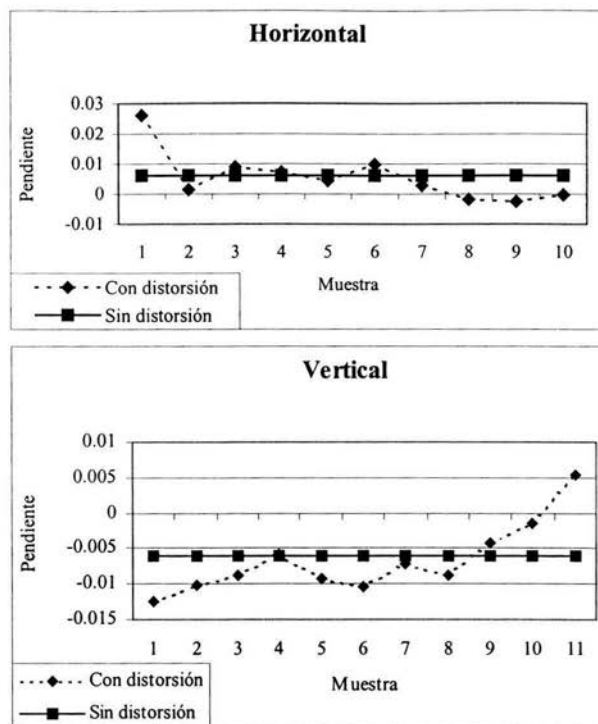 Horizontal
0.03
0.02
0.01
0
-0.01
Pendiente
1 2 3 4 5 6 7 8 9 10
Muestra
Con distorsión
Sin distorsión
Vertical
0.01
0.005
0
-0.005
-0.01
-0.015
Pendiente
1 2 3 4 5 6 7 8 9 10 11
Muestra
Con distorsión
Sin distorsión